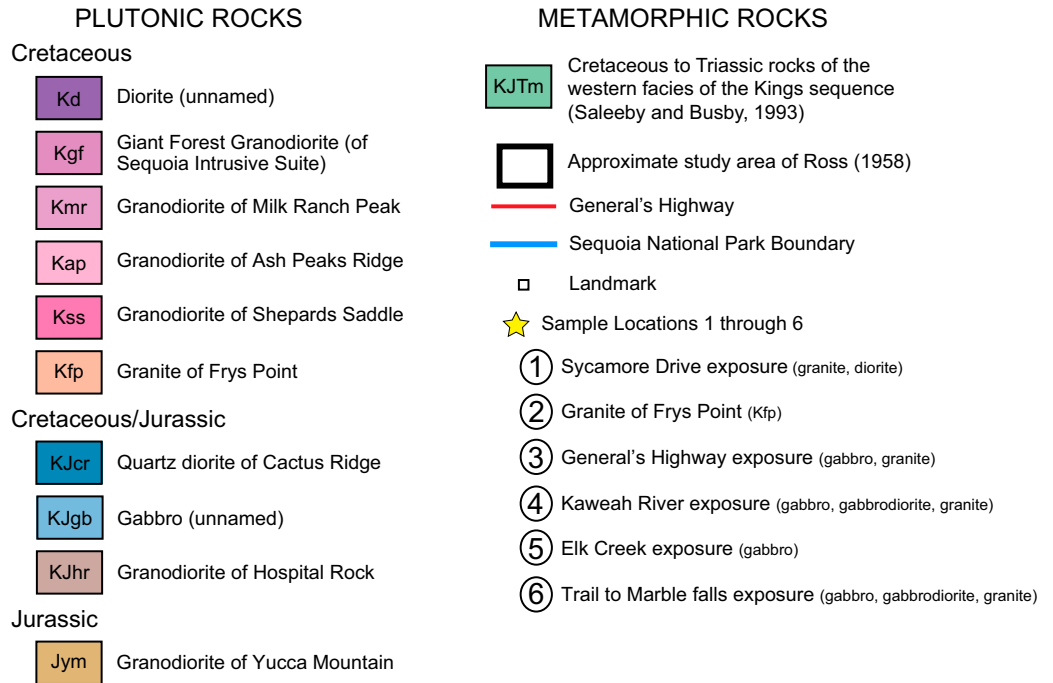 PLUTONIC ROCKS
Cretaceous
Kd Diorite (unnamed)
Kgf Giant Forest Granodiorite (of
Sequoia Intrusive Suite)
Kmr Granodiorite of Milk Ranch Peak
Kap Granodiorite of Ash Peaks Ridge
Kss Granodiorite of Shepards Saddle
Kfp Granite of Frys Point
Cretaceous/Jurassic
KJcr Quartz diorite of Cactus Ridge
KJgb Gabbro (unnamed)
KJhr Granodiorite of Hospital Rock
Jurassic
Jym Granodiorite of Yucca Mountain
METAMORPHIC ROCKS
Cretaceous to Triassic rocks of the
KJTm western facies of the Kings sequence
(Saleeby and Busby, 1993)
Approximate study area of Ross (1958)
General's Highway
Sequoia National Park Boundary
Landmark
Sample Locations 1 through 6
1 Sycamore Drive exposure (granite, diorite)
2 Granite of Frys Point (Kfp)
3 General's Highway exposure (gabbro, granite)
4 Kaweah River exposure (gabbro, gabbrodiorite, granite)
5 Elk Creek exposure (gabbro)
6 Trail to Marble falls exposure (gabbro, gabbrodiorite, granite)